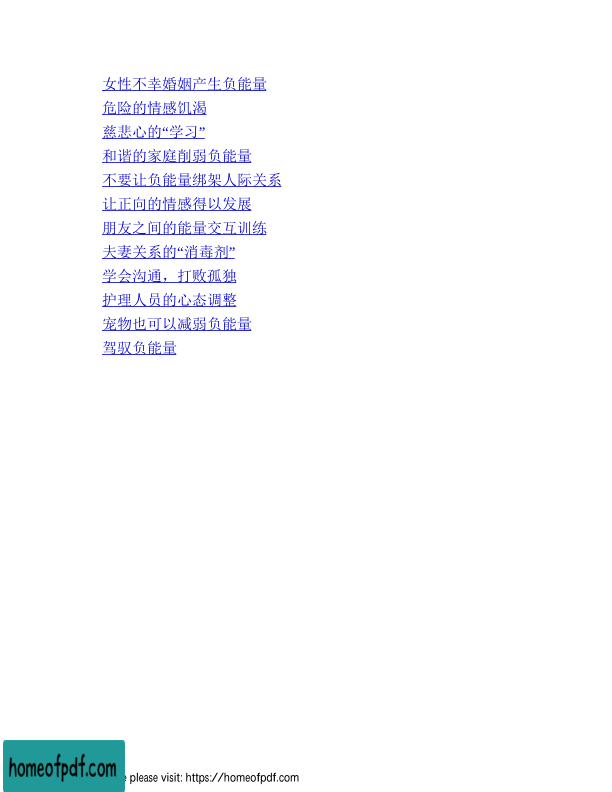 女性不幸婚姻产生负能量
危险的情感饥渴
慈悲心的“学习”
和谐的家庭削弱负能量
不要让负能量绑架人际关系
让正向的情感得以发展
朋友之间的能量交互训练
夫妻关系的“消毒剂”
学会沟通，打败孤独
护理人员的心态调整
宠物也可以减弱负能量
驾驭负能量
homeofpdf.com
please visit: https://homeofpdf.com